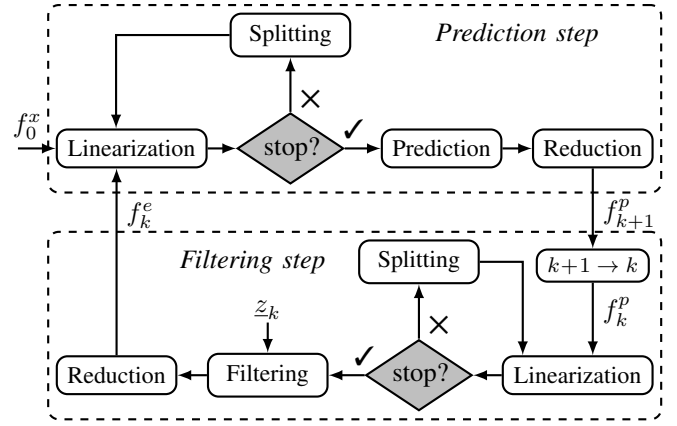 Splitting
Prediction step
f_0^x
Linearization
stop?
×
✓
Prediction
Reduction
f_k^e
f_{k+1}^p
Filtering step
Splitting
k+1 → k
z_k
f_k^p
×
✓
Reduction
Filtering
stop?
Linearization